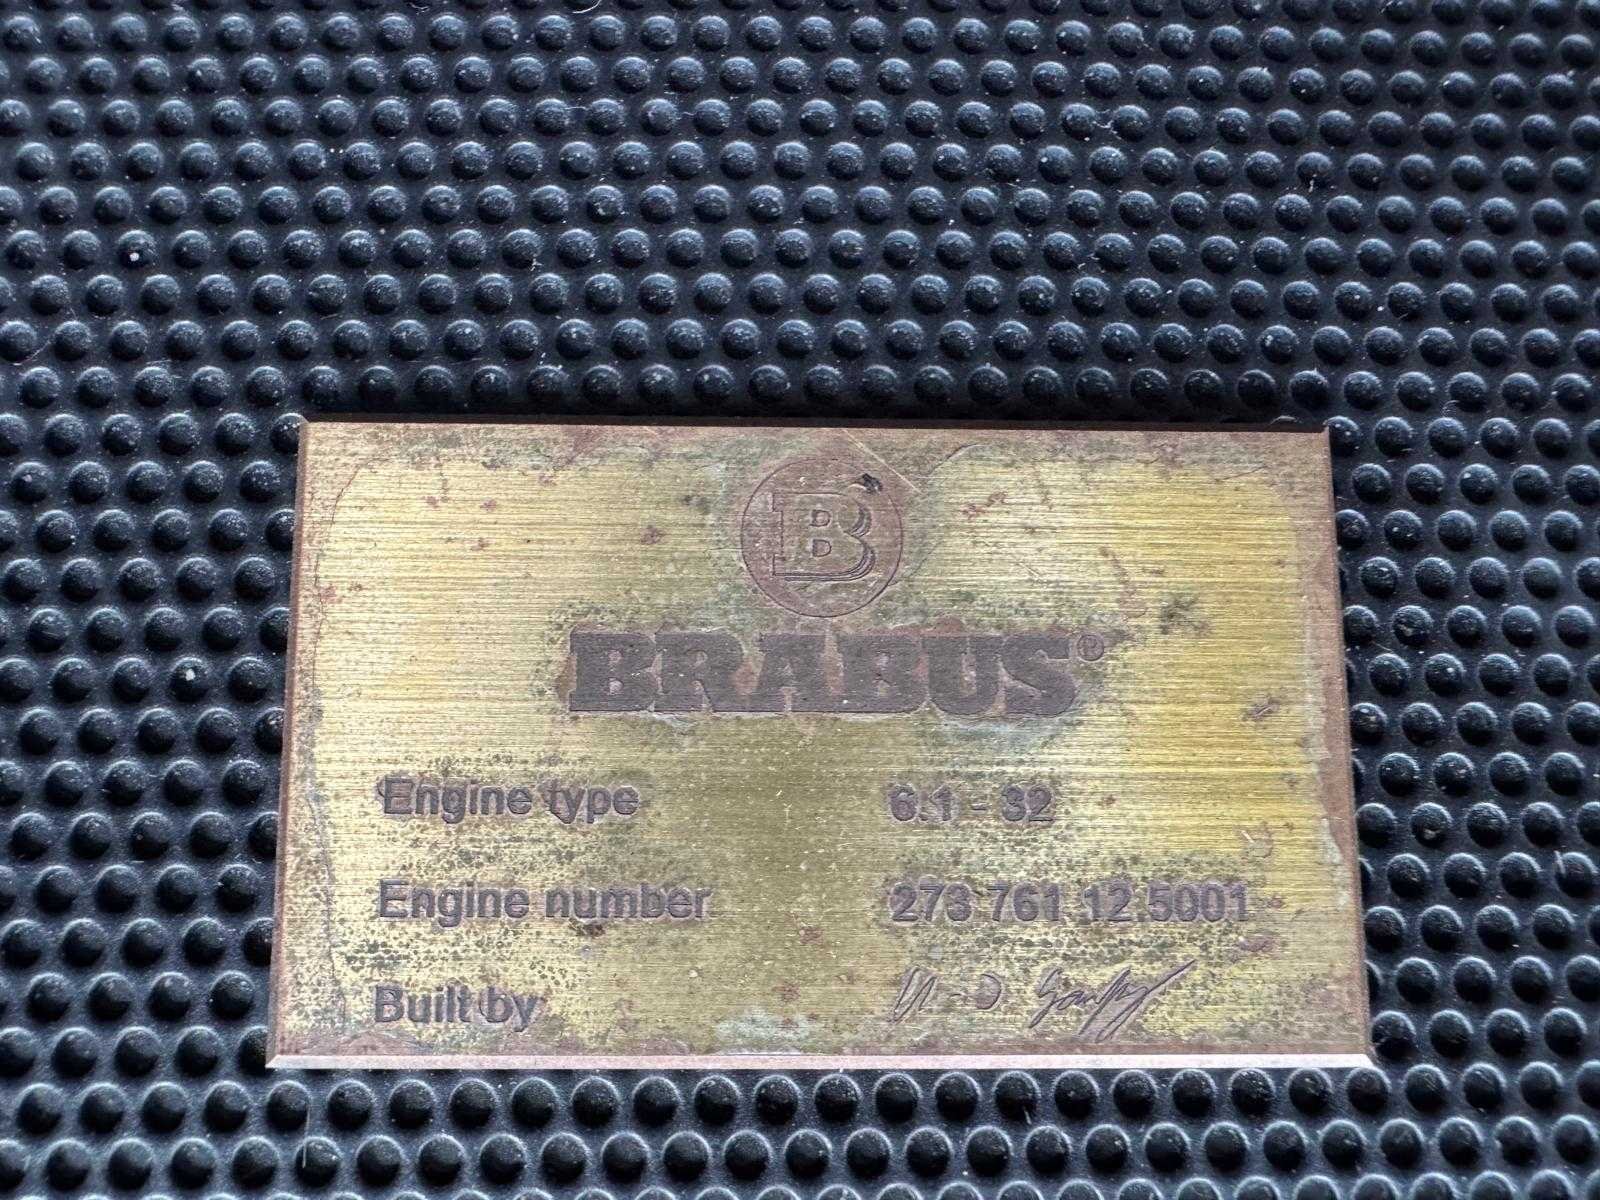 B
BRABUS®
Engine type 6.1 - 32
Engine number 273 761 12.5001
Built by